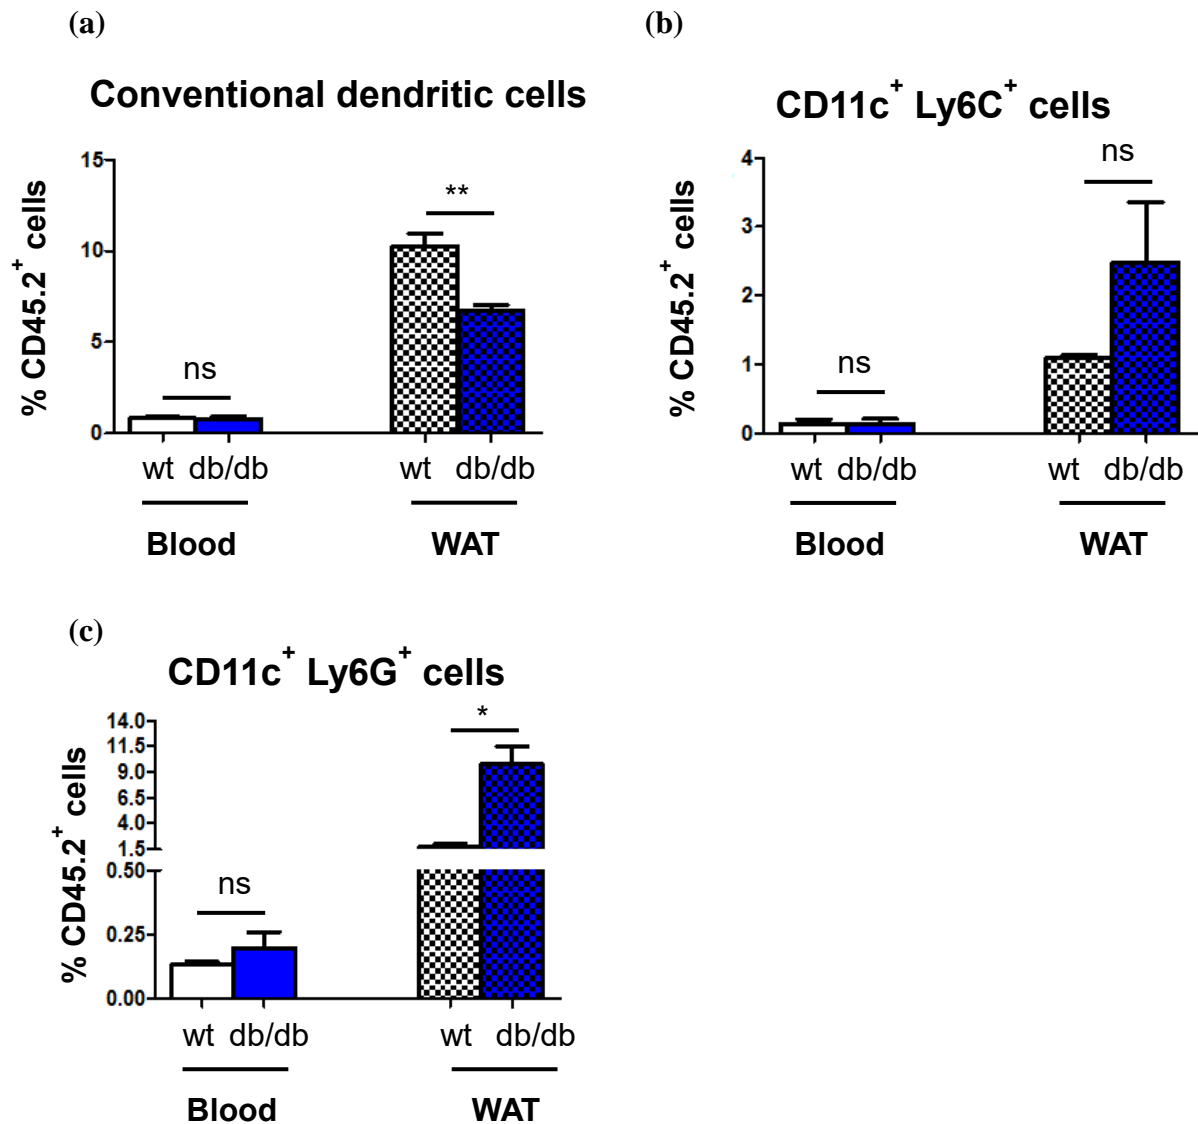 (a)
Conventional dendritic cells
% CD45.2⁺ cells
15
10
5
0
ns
**
wt db/db
wt db/db
Blood
WAT
(b)
CD11c⁺ Ly6C⁺ cells
% CD45.2⁺ cells
4
3
2
1
0
ns
ns
wt db/db
wt db/db
Blood
WAT
(c)
CD11c⁺ Ly6G⁺ cells
% CD45.2⁺ cells
14.0
11.5
9.0
6.5
4.0
1.5
0.50
0.25
0.00
ns
*
wt db/db
wt db/db
Blood
WAT